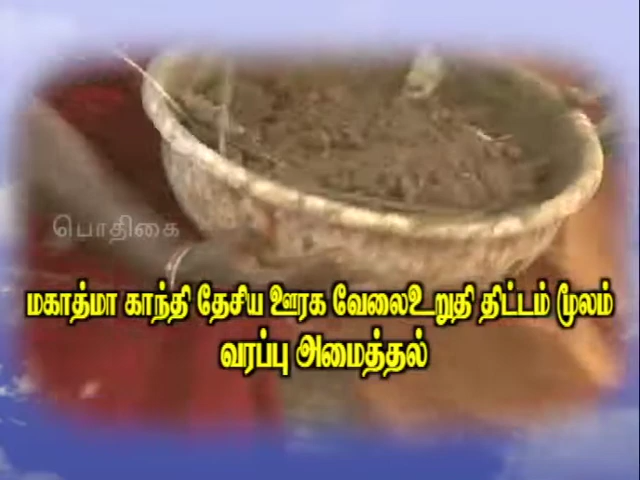 பொதிகை
மகாத்மா காந்தி தேசிய ஊரக வேலைஉறுதி திட்டம் மூலம்
வரப்பு அமைத்தல்